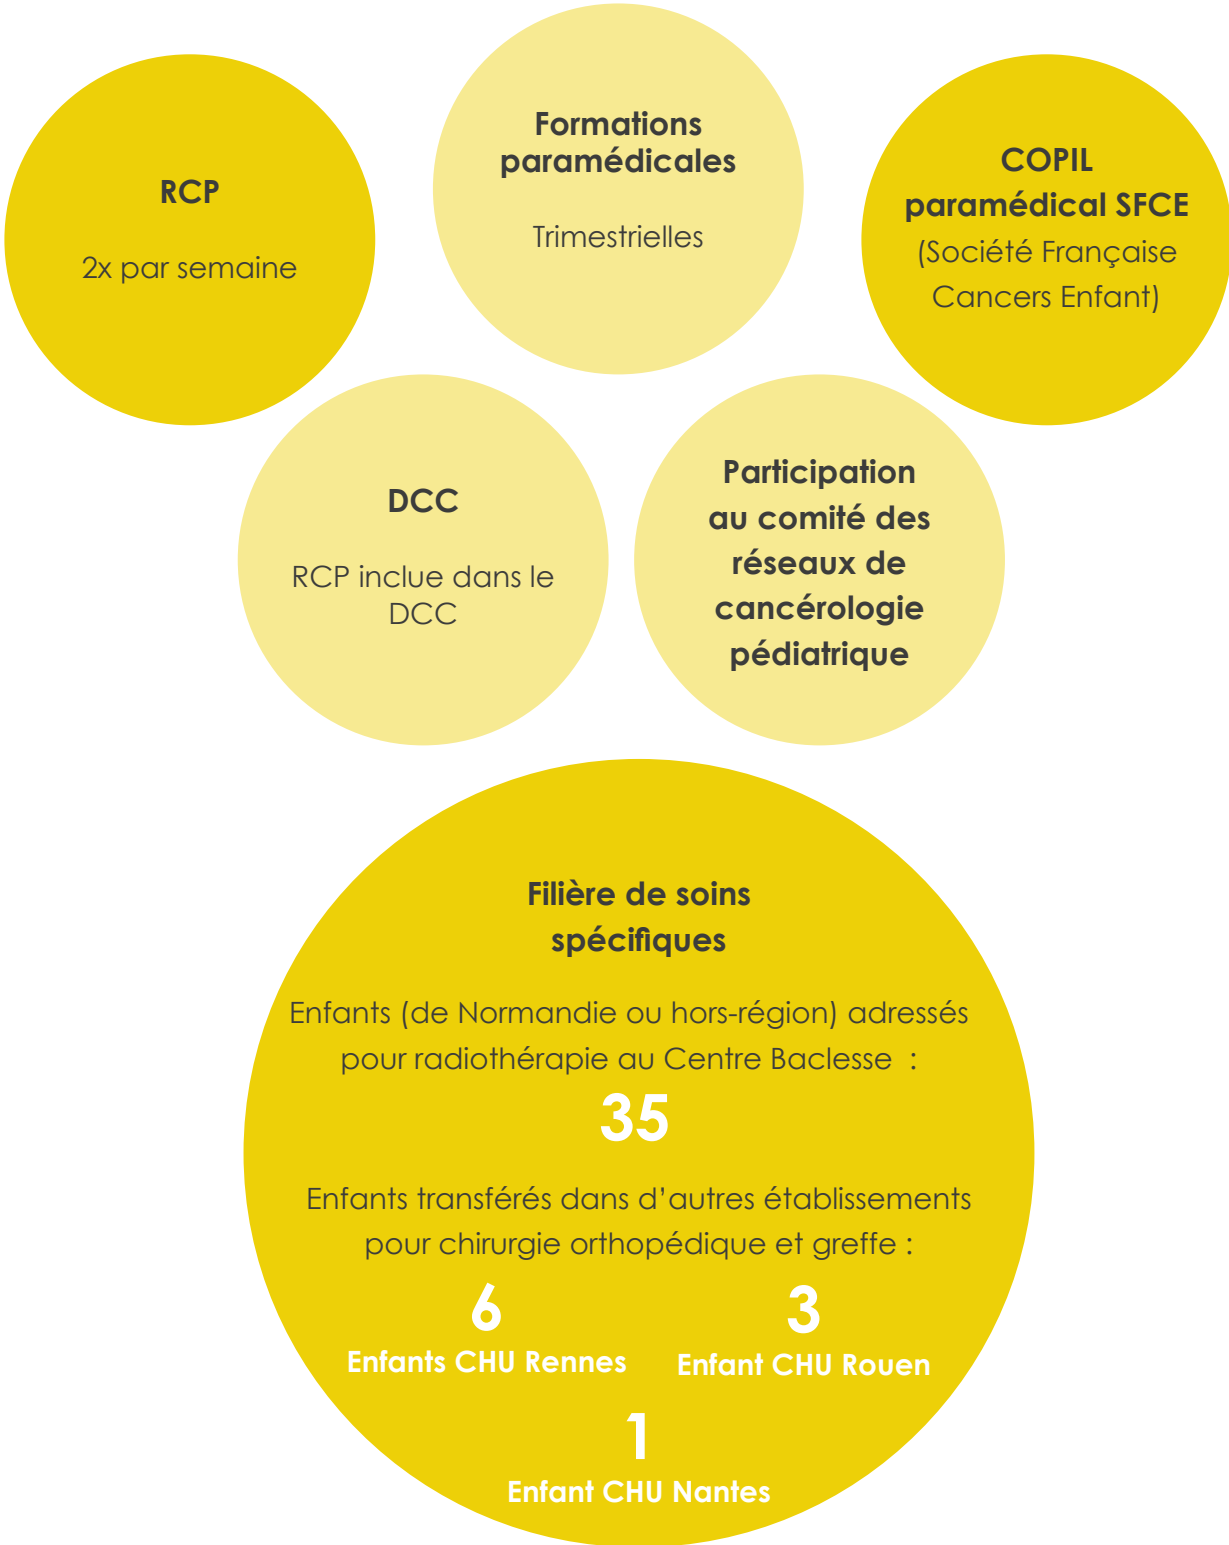 RCP
2x par semaine
Formations
paramédicales
Trimestrielles
COPIL
paramédical SFCE
(Société Française
Cancers Enfant)
DCC
RCP inclue dans le
DCC
Participation
au comité des
réseaux de
cancérologie
pédiatrique
Filière de soins
spécifiques
Enfants (de Normandie ou hors-région) adressés
pour radiothérapie au Centre Baclesse :
35
Enfants transférés dans d’autres établissements
pour chirurgie orthopédique et greffe :
6
Enfants CHU Rennes
3
Enfant CHU Rouen
1
Enfant CHU Nantes